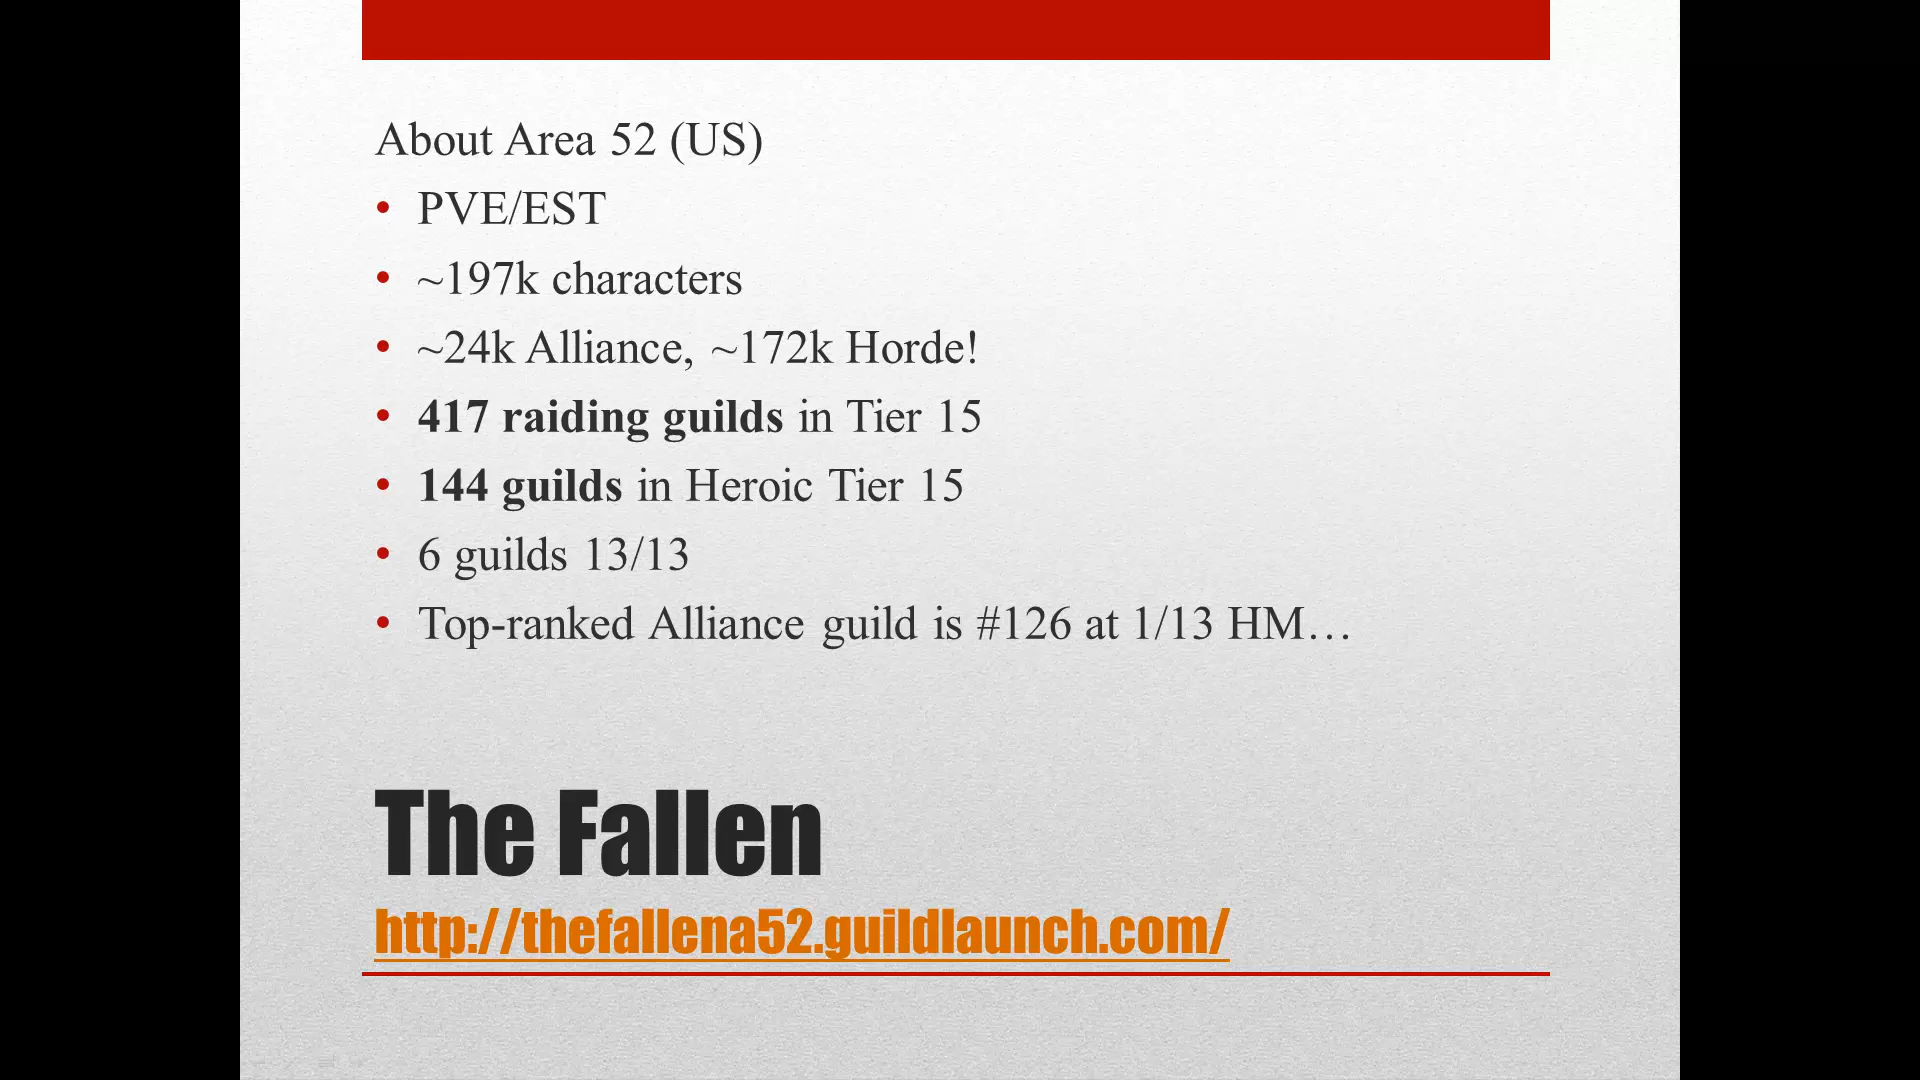 About Area 52 (US)
• PVE/EST
• ~197k characters
• ~24k Alliance, ~172k Horde!
• 417 raiding guilds in Tier 15
• 144 guilds in Heroic Tier 15
• 6 guilds 13/13
• Top-ranked Alliance guild is #126 at 1/13 HM…
The Fallen
http://thefallena52.guildlaunch.com/